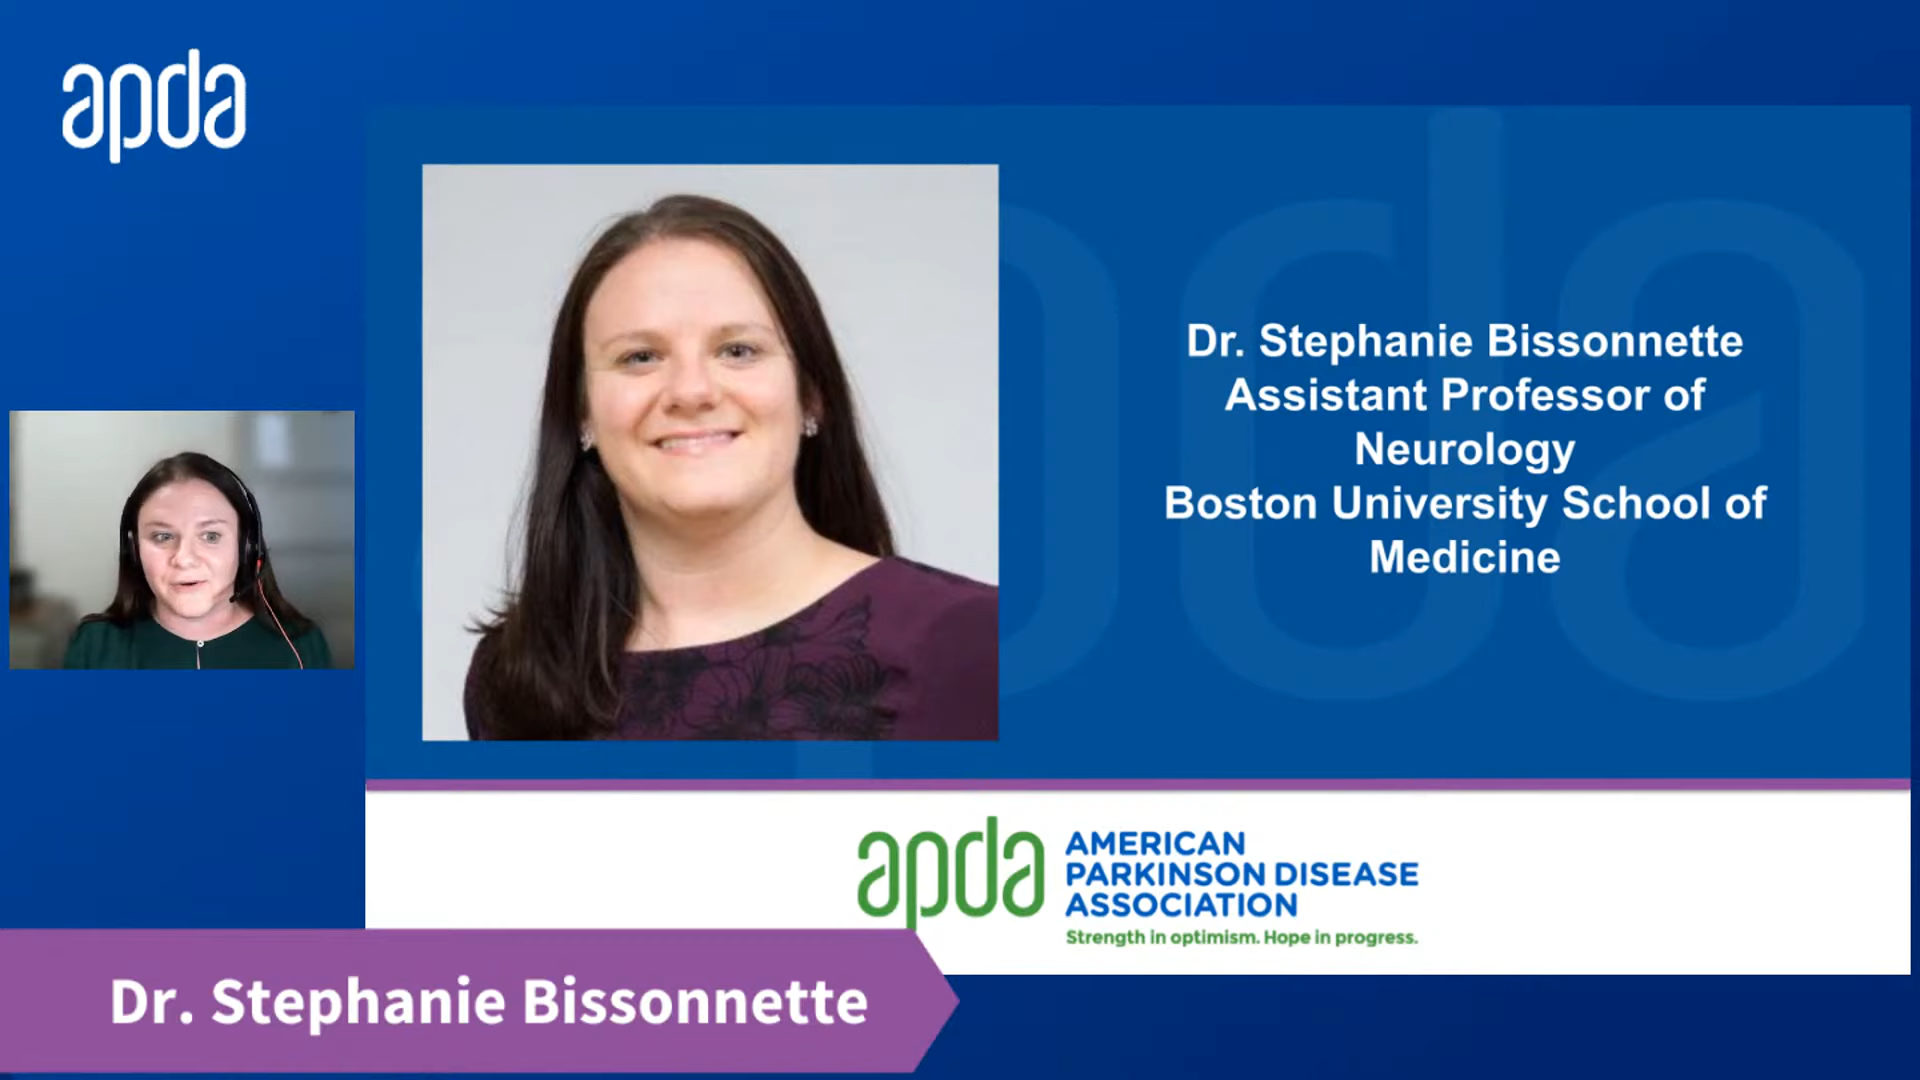 apda
Dr. Stephanie Bissonnette
Assistant Professor of
Neurology
Boston University School of
Medicine
apda
AMERICAN
PARKINSON DISEASE
ASSOCIATION
Strength in optimism. Hope in progress.
Dr. Stephanie Bissonnette